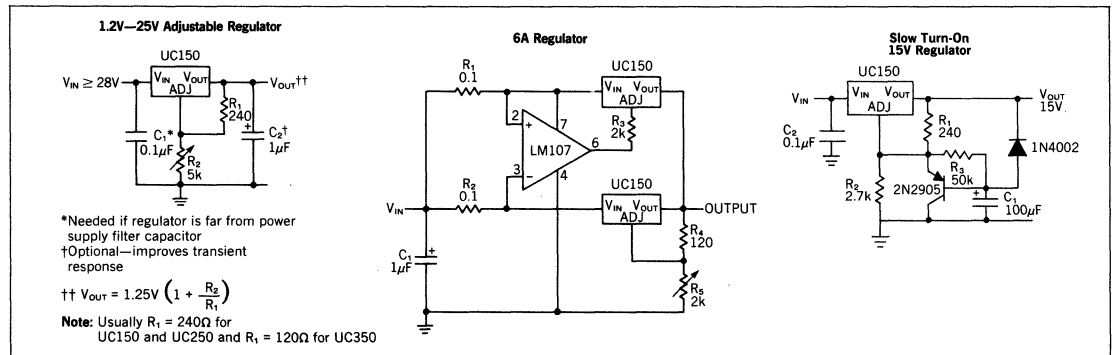 1.2V—25V Adjustable Regulator
UC150
V_IN ≥ 28V
V_IN V_OUT
ADJ
V_OUT††
R₁
240
C₁*
0.1μF
R₂
5k
+
C₂†
1μF
*Needed if regulator is far from power
supply filter capacitor
†Optional—improves transient
response
†† V_OUT = 1.25V (1 + R₂/R₁)
Note: Usually R₁ = 240Ω for
UC150 and UC250 and R₁ = 120Ω for UC350
6A Regulator
R₁
0.1
UC150
V_IN V_OUT
ADJ
R₃
2k
2
+
7
LM107
6
3
−
4
R₂
0.1
V_IN
UC150
V_IN V_OUT
ADJ
OUTPUT
R₄
120
C₁
1μF
+
R₅
2k
Slow Turn-On
15V Regulator
UC150
V_IN
V_IN V_OUT
ADJ
V_OUT
15V
C₂
0.1μF
R₁
240
1N4002
R₃
50k
R₂
2.7k
2N2905
+
C₁
100μF